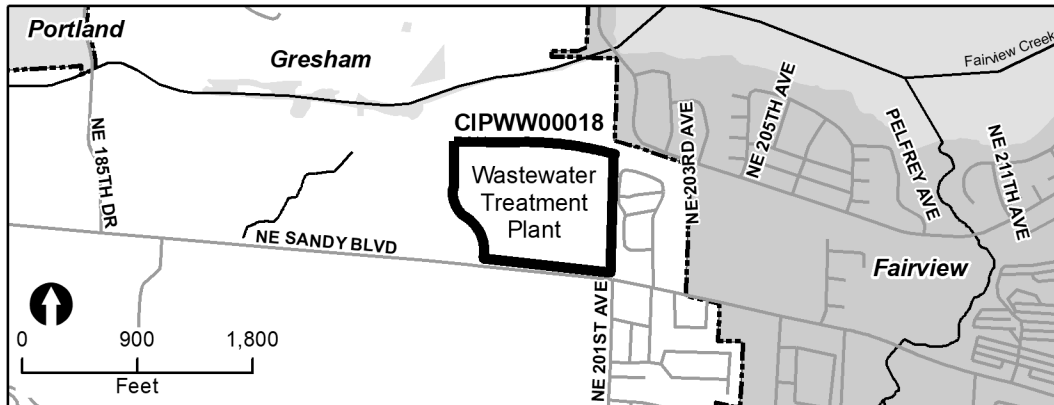 Portland
Gresham
Fairview Creek
CIPWW00018
Wastewater
Treatment
Plant
NE 185TH DR
NE SANDY BLVD
NE 201ST AVE
NE 203RD AVE
NE 205TH AVE
PELFREY AVE
NE 211TH AVE
Fairview
0 900 1,800
Feet